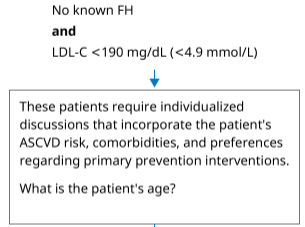 No known FH
and
LDL-C <190 mg/dL (<4.9 mmol/L)
These patients require individualized
discussions that incorporate the patient's
ASCVD risk, comorbidities, and preferences
regarding primary prevention interventions.
What is the patient's age?